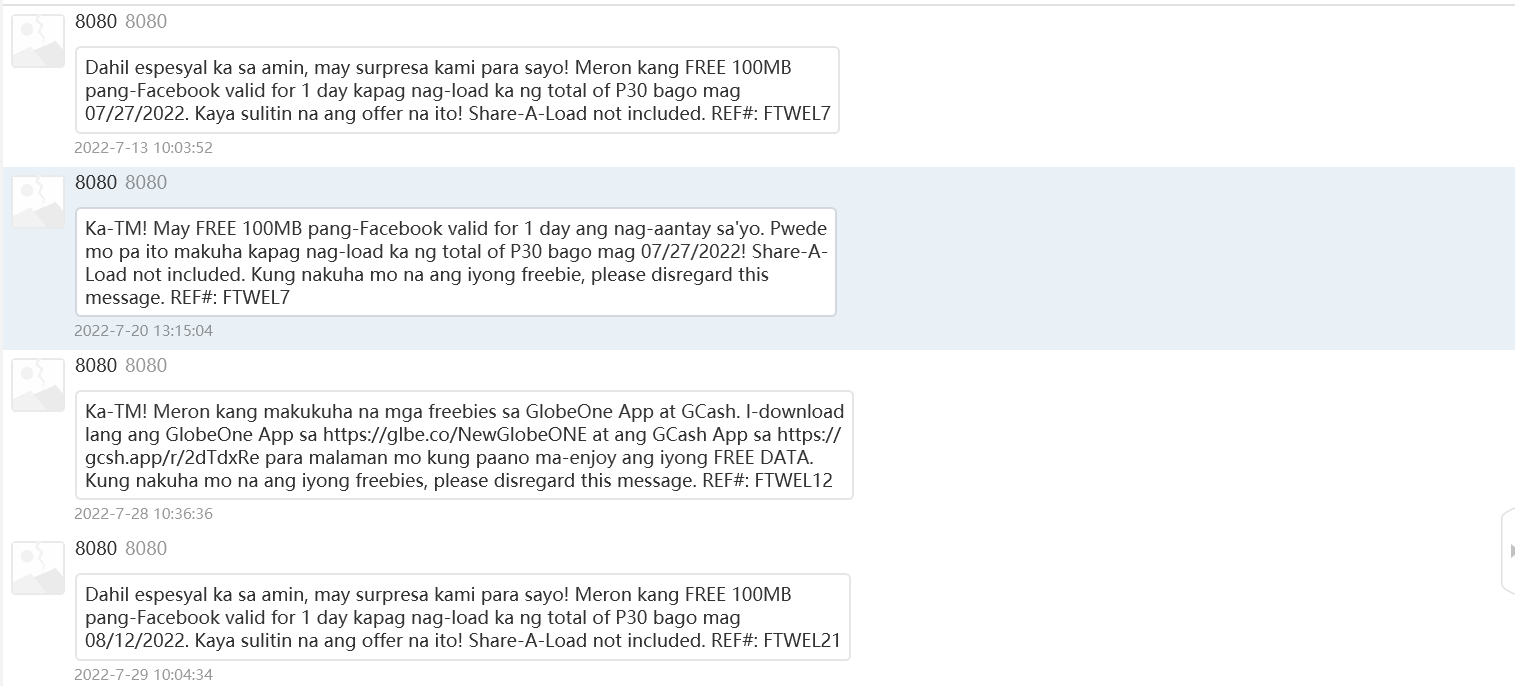 8080 8080
Dahil espesyal ka sa amin, may surpresa kami para sayo! Meron kang FREE 100MB
pang-Facebook valid for 1 day kapag nag-load ka ng total of P30 bago mag
07/27/2022. Kaya sulitin na ang offer na ito! Share-A-Load not included. REF#: FTWEL7
2022-7-13 10:03:52
8080 8080
Ka-TM! May FREE 100MB pang-Facebook valid for 1 day ang nag-aantay sa'yo. Pwede
mo pa ito makuha kapag nag-load ka ng total of P30 bago mag 07/27/2022! Share-A-
Load not included. Kung nakuha mo na ang iyong freebie, please disregard this
message. REF#: FTWEL7
2022-7-20 13:15:04
8080 8080
Ka-TM! Meron kang makukuha na mga freebies sa GlobeOne App at GCash. I-download
lang ang GlobeOne App sa https://glbe.co/NewGlobeONE at ang GCash App sa https://
gcsh.app/r/2dTdxRe para malaman mo kung paano ma-enjoy ang iyong FREE DATA.
Kung nakuha mo na ang iyong freebies, please disregard this message. REF#: FTWEL12
2022-7-28 10:36:36
8080 8080
Dahil espesyal ka sa amin, may surpresa kami para sayo! Meron kang FREE 100MB
pang-Facebook valid for 1 day kapag nag-load ka ng total of P30 bago mag
08/12/2022. Kaya sulitin na ang offer na ito! Share-A-Load not included. REF#: FTWEL21
2022-7-29 10:04:34